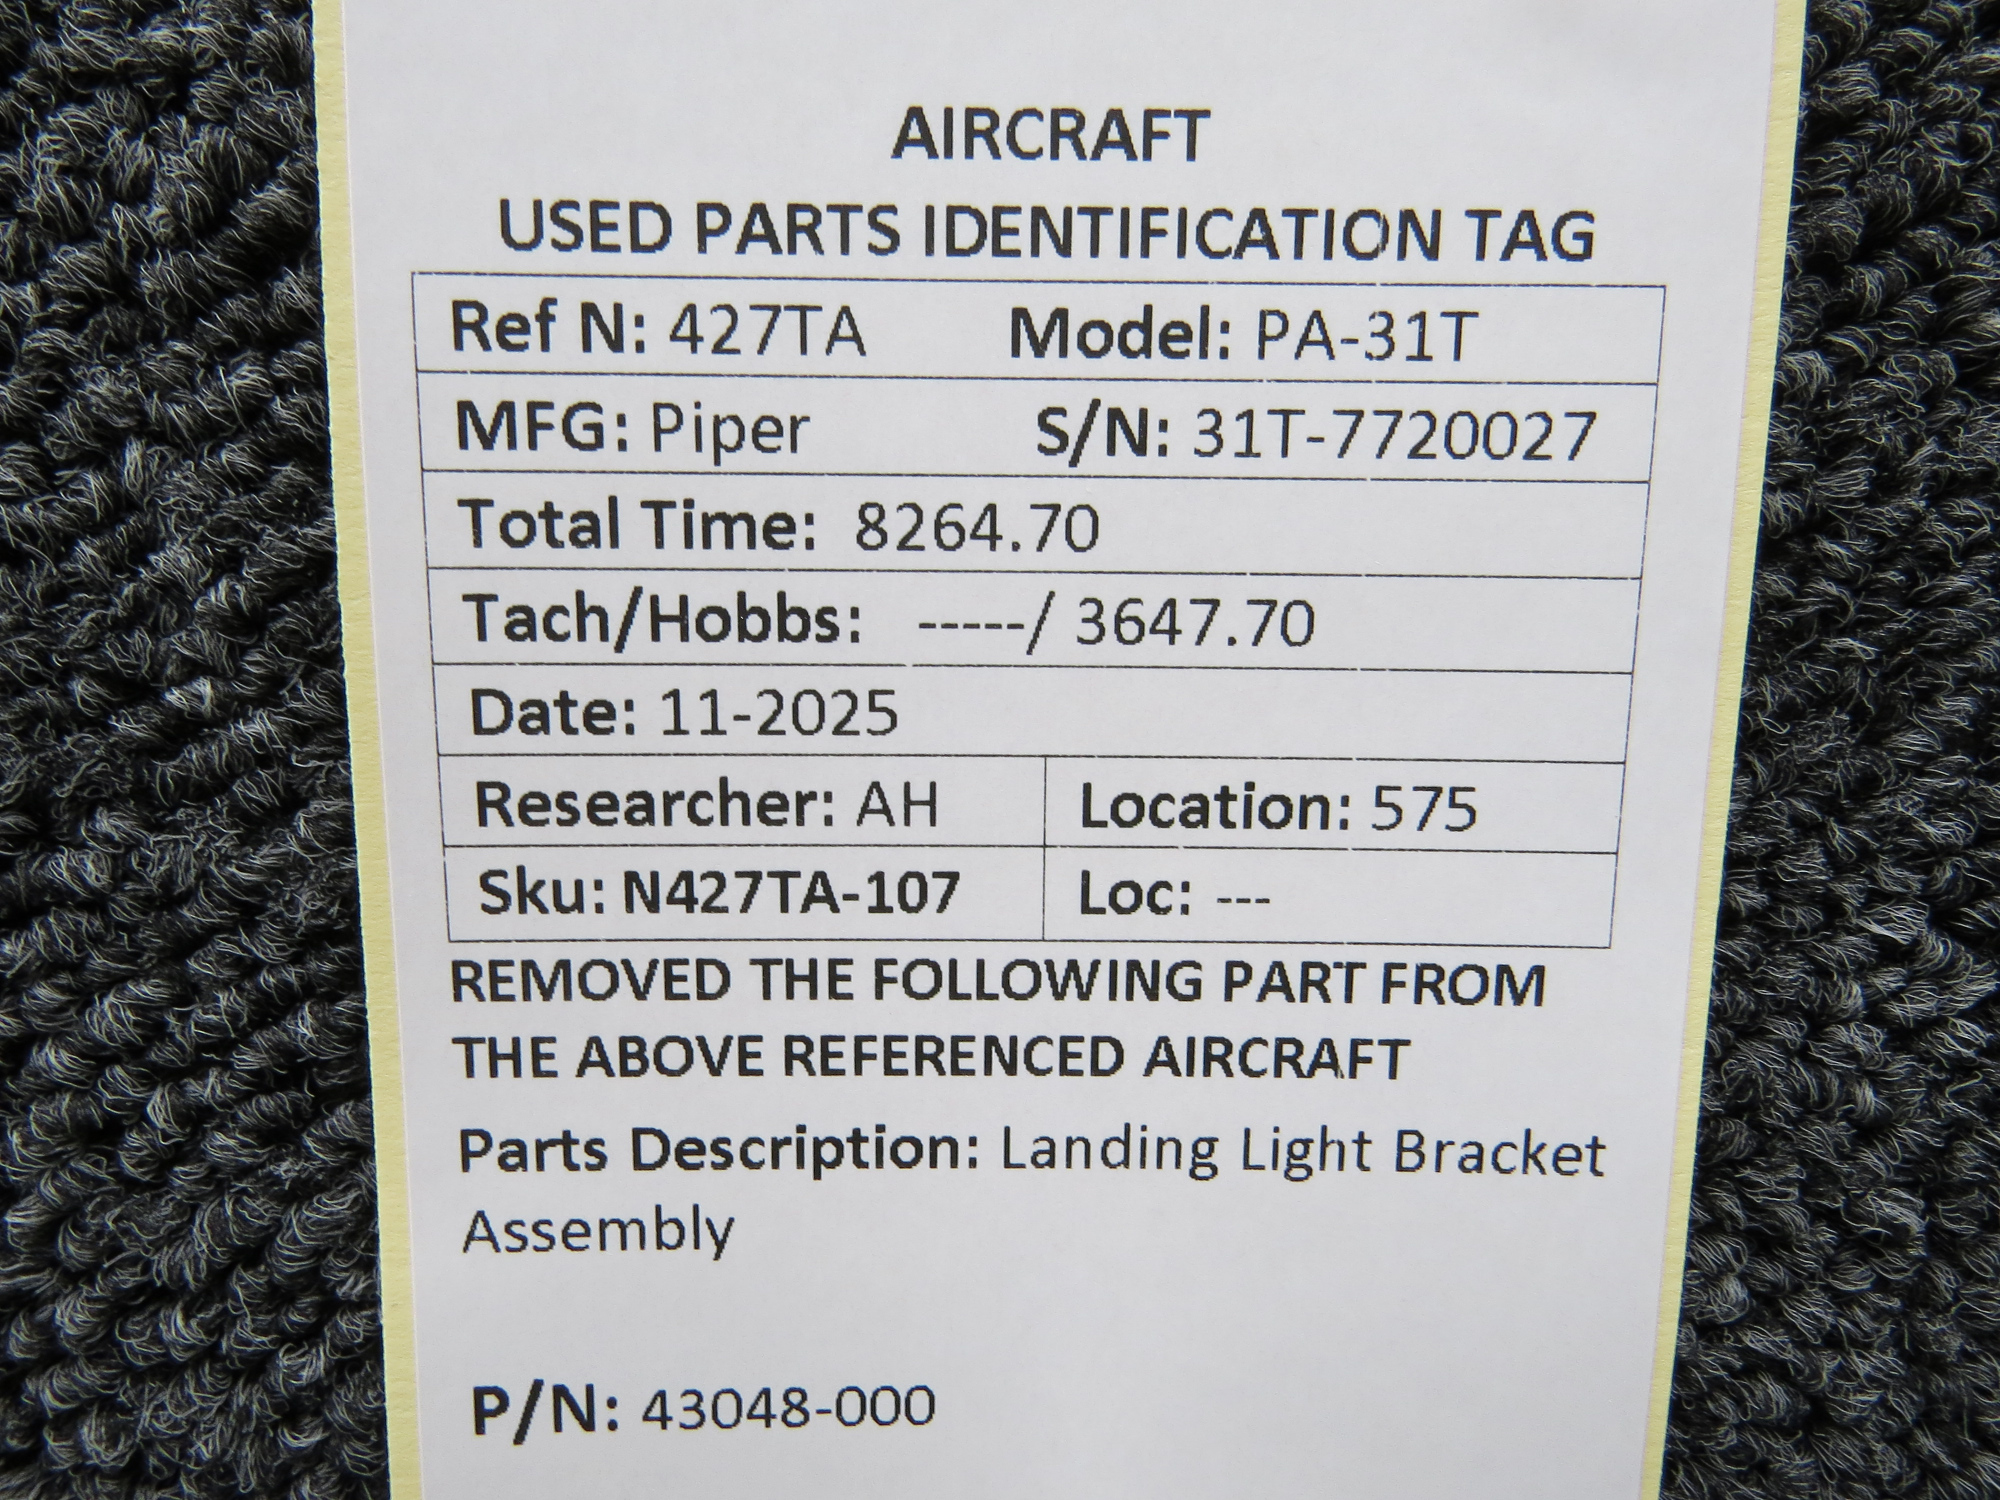 AIRCRAFT
USED PARTS IDENTIFICATION TAG
Ref N: 427TA Model: PA-31T
MFG: Piper S/N: 31T-7720027
Total Time: 8264.70
Tach/Hobbs: -----/ 3647.70
Date: 11-2025
Researcher: AH Location: 575
Sku: N427TA-107 Loc: ---
REMOVED THE FOLLOWING PART FROM
THE ABOVE REFERENCED AIRCRAFT
Parts Description: Landing Light Bracket
Assembly
P/N: 43048-000